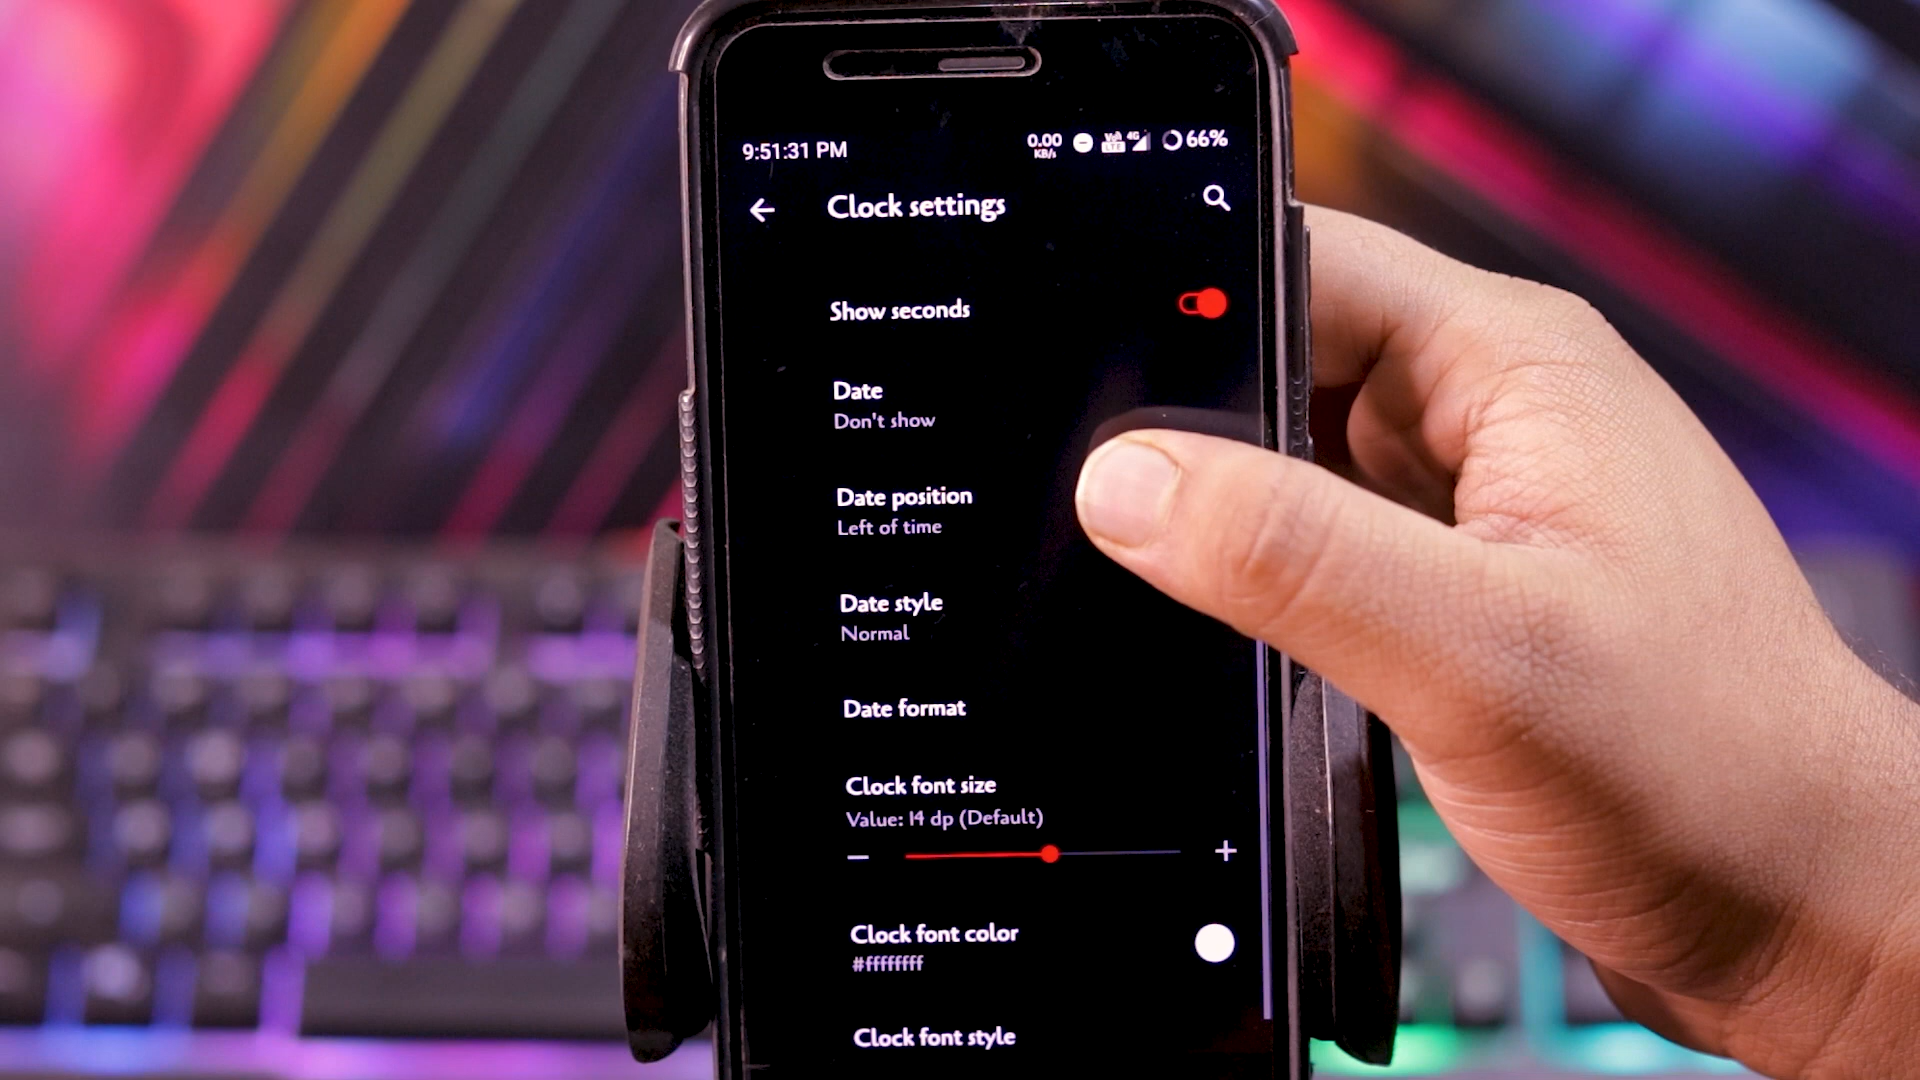 9:51:31 PM
0.00
KB/s
4G
LTE
66%
Clock settings
Show seconds
Date
Don't show
Date position
Left of time
Date style
Normal
Date format
Clock font size
Value: 14 dp (Default)
Clock font color
#ffffffff
Clock font style